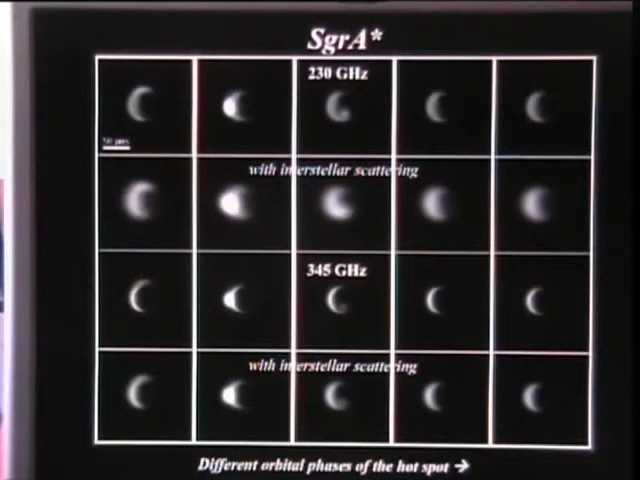 SgrA*
230 GHz
with interstellar scattering
345 GHz
with interstellar scattering
Different orbital phases of the hot spot →